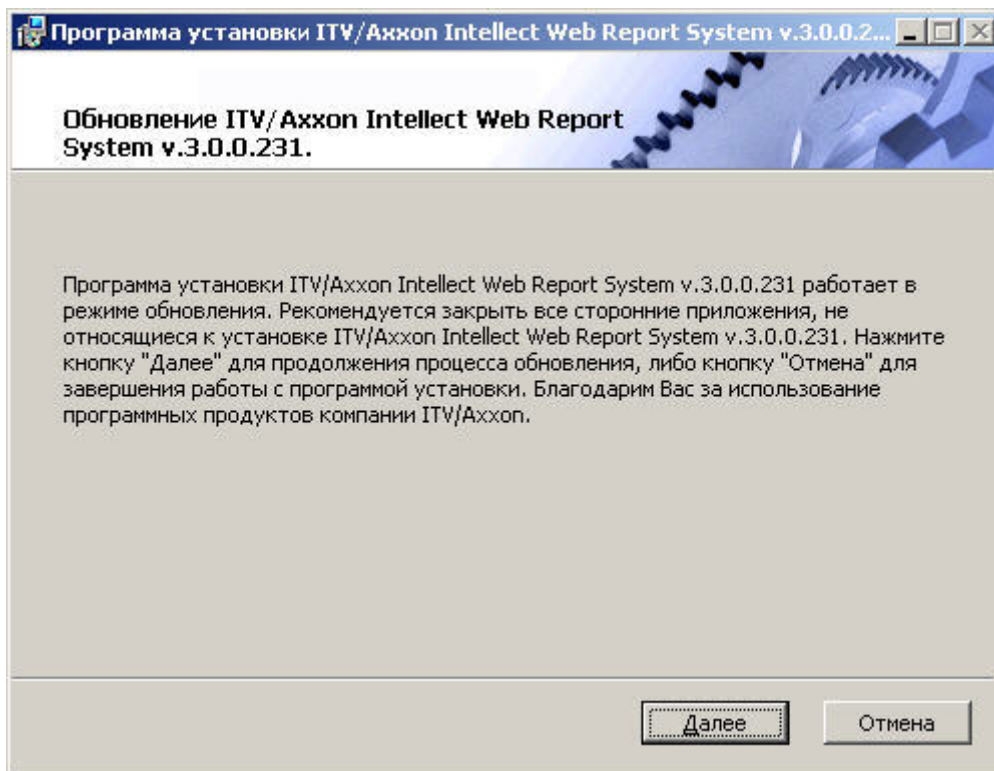 Программа установки ITV/Axxon Intellect Web Report System v.3.0.0.2...
Обновление ITV/Axxon Intellect Web Report
System v.3.0.0.231.
Программа установки ITV/Axxon Intellect Web Report System v.3.0.0.231 работает в
режиме обновления. Рекомендуется закрыть все сторонние приложения, не
относящиеся к установке ITV/Axxon Intellect Web Report System v.3.0.0.231. Нажмите
кнопку "Далее" для продолжения процесса обновления, либо кнопку "Отмена" для
завершения работы с программой установки. Благодарим Вас за использование
программных продуктов компании ITV/Axxon.
Далее
Отмена